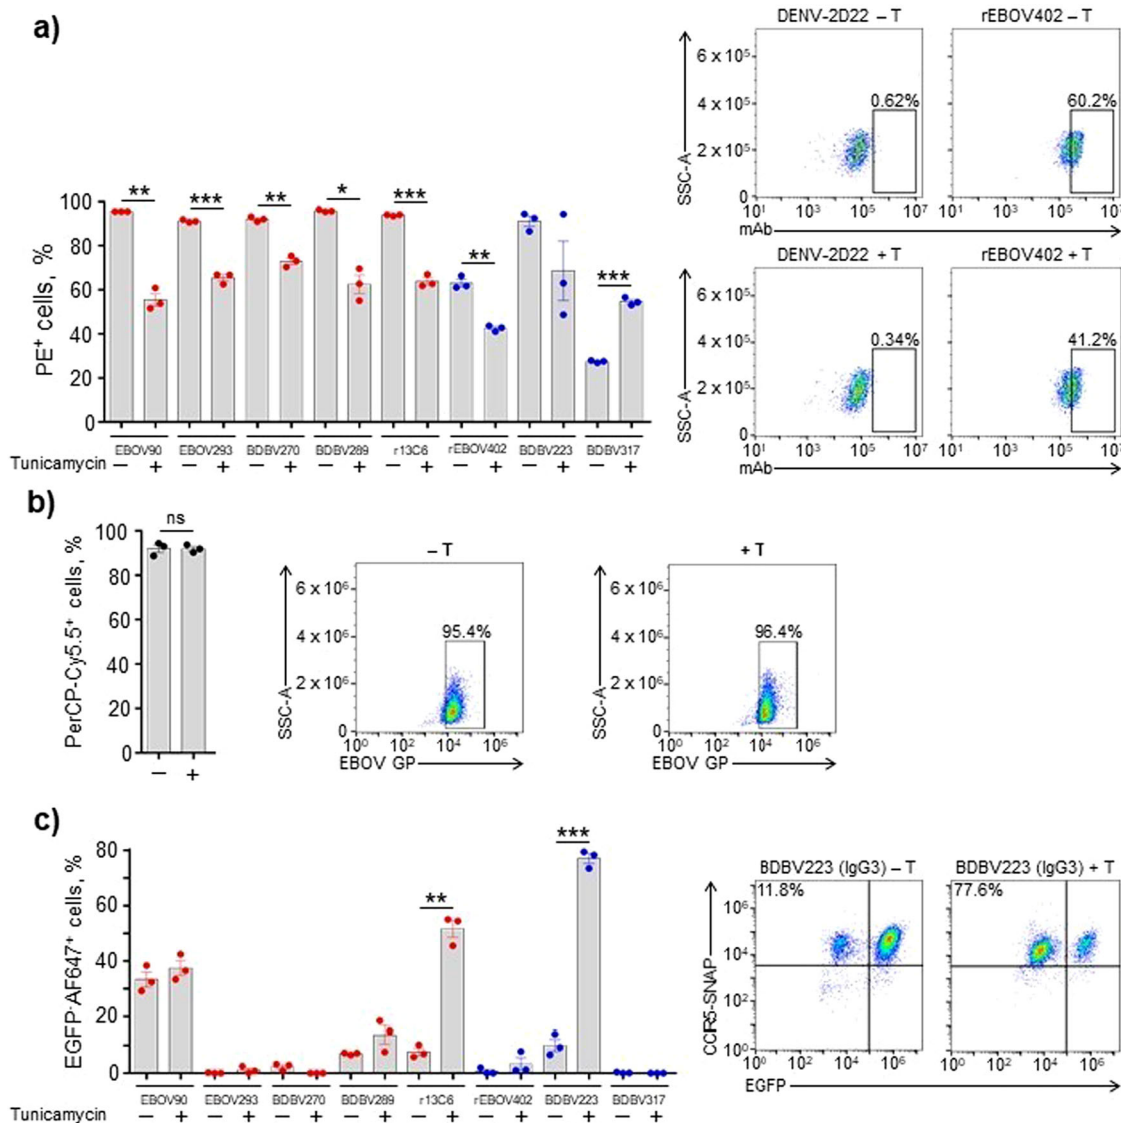 a)
PE⁺ cells, %
100
80
60
40
20
0
** *** ** * *** ** ***
EBOV90 EBOV293 BDBV270 BDBV289 r13C6 rEBOV402 BDBV223 BDBV317
Tunicamycin – + – + – + – + – + – + – + – +
DENV-2D22 – T
rEBOV402 – T
SSC-A
6 x 10⁵
4 x 10⁵
2 x 10⁵
0
0.62%
60.2%
10¹ 10³ 10⁵ 10⁷
10¹ 10³ 10⁵ 10⁷
mAb
DENV-2D22 + T
rEBOV402 + T
SSC-A
6 x 10⁵
4 x 10⁵
2 x 10⁵
0
0.34%
41.2%
10¹ 10³ 10⁵ 10⁷
10¹ 10³ 10⁵ 10⁷
mAb
b)
PerCP-Cy5.5⁺ cells, %
100
80
60
40
20
0
ns
– +
– T
SSC-A
6 x 10⁶
4 x 10⁶
2 x 10⁶
0
95.4%
10⁰ 10² 10⁴ 10⁶
EBOV GP
+ T
SSC-A
6 x 10⁶
4 x 10⁶
2 x 10⁶
0
96.4%
10⁰ 10² 10⁴ 10⁶
EBOV GP
c)
EGFP⁻AF647⁺ cells, %
80
60
40
20
0
** ***
EBOV90 EBOV293 BDBV270 BDBV289 r13C6 rEBOV402 BDBV223 BDBV317
Tunicamycin – + – + – + – + – + – + – + – +
BDBV223 (IgG3) – T
BDBV223 (IgG3) + T
CCR5-SNAP
10⁶
10⁴
10²
10⁰
11.8%
77.6%
10⁰ 10² 10⁴ 10⁶
10⁰ 10² 10⁴ 10⁶
EGFP